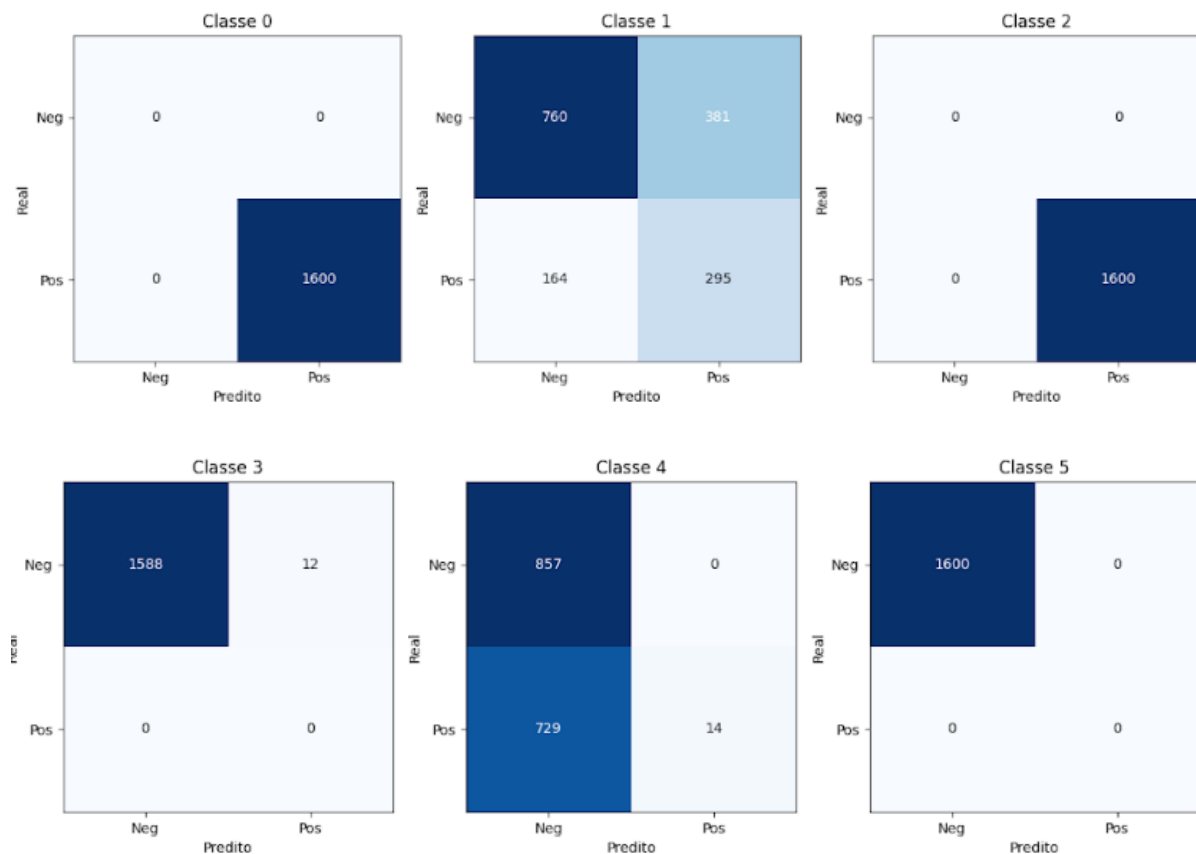 Classe 0
Neg
0
0
Real
Pos
0
1600
Neg
Pos
Predito
Classe 1
760
381
Real
164
295
Neg
Pos
Predito
Classe 2
Neg
0
0
Real
Pos
0
1600
Neg
Pos
Predito
Classe 3
Neg
1588
12
Real
Pos
0
0
Neg
Pos
Predito
Classe 4
Neg
857
0
Real
Pos
729
14
Neg
Pos
Predito
Classe 5
Neg
1600
0
Real
Pos
0
0
Neg
Pos
Predito